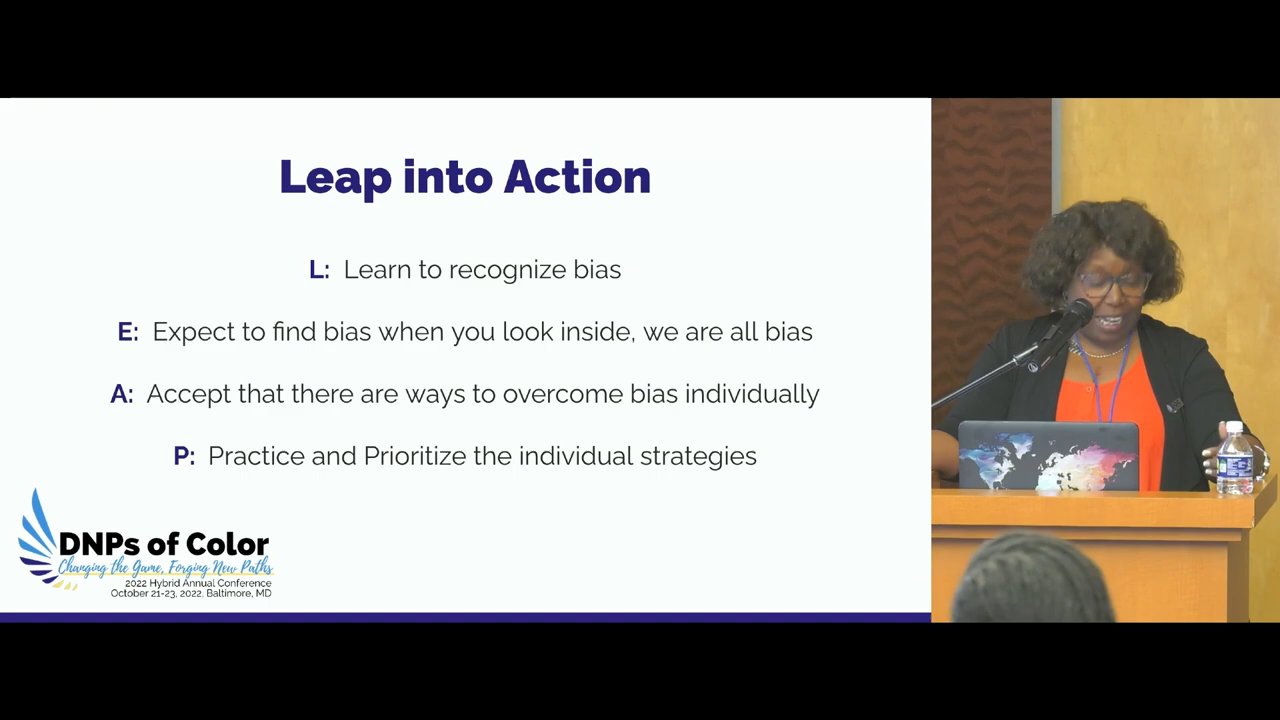 Leap into Action
L: Learn to recognize bias
E: Expect to find bias when you look inside, we are all bias
A: Accept that there are ways to overcome bias individually
P: Practice and Prioritize the individual strategies
DNPs of Color
Changing the Game, Forging New Paths
2022 Hybrid Annual Conference
October 21-23, 2022, Baltimore, MD